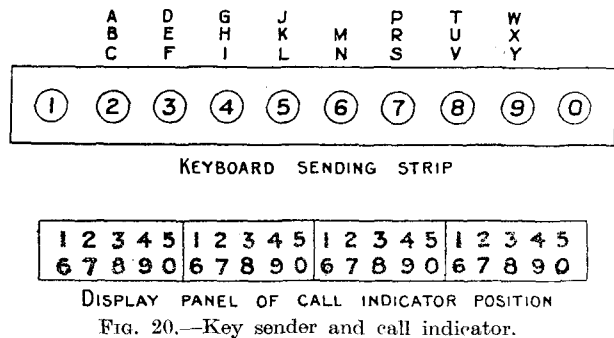 A D G J P T W
B E H K M R U X
C F I L N S V Y
1 2 3 4 5 6 7 8 9 0
KEYBOARD SENDING STRIP
1 2 3 4 5 1 2 3 4 5 1 2 3 4 5 1 2 3 4 5
6 7 8 9 0 6 7 8 9 0 6 7 8 9 0 6 7 8 9 0
DISPLAY PANEL OF CALL INDICATOR POSITION
FIG. 20.—Key sender and call indicator.